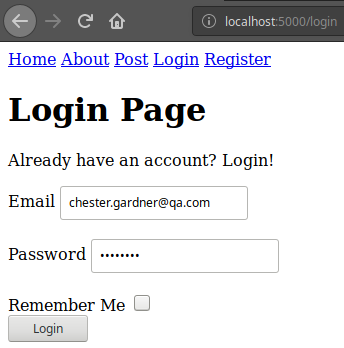 localhost:5000/login
Home About Post Login Register
Login Page
Already have an account? Login!
Email chester.gardner@qa.com
Password ••••••••
Remember Me
Login